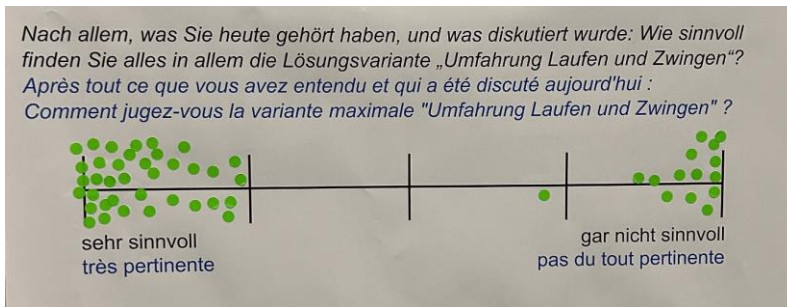 Nach allem, was Sie heute gehört haben, und was diskutiert wurde: Wie sinnvoll
finden Sie alles in allem die Lösungsvariante „Umfahrung Laufen und Zwingen“?
Après tout ce que vous avez entendu et qui a été discuté aujourd'hui :
Comment jugez-vous la variante maximale "Umfahrung Laufen und Zwingen" ?
sehr sinnvoll
très pertinente
gar nicht sinnvoll
pas du tout pertinente